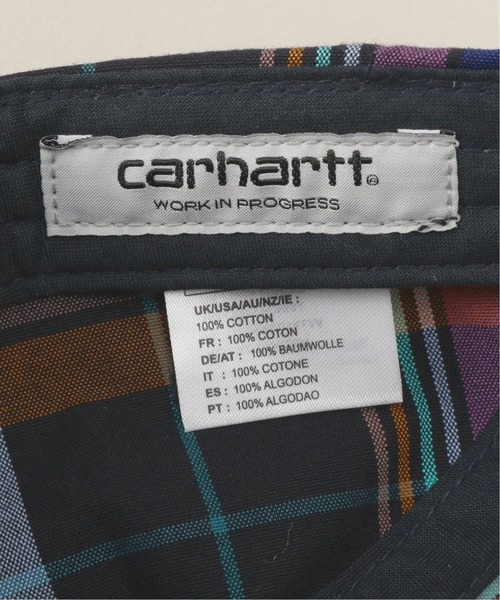 carhartt®
WORK IN PROGRESS
UK/USA/AU/NZ/IE :
100% COTTON
FR : 100% COTON
DE/AT : 100% BAUMWOLLE
IT : 100% COTONE
ES : 100% ALGODON
PT : 100% ALGODAO